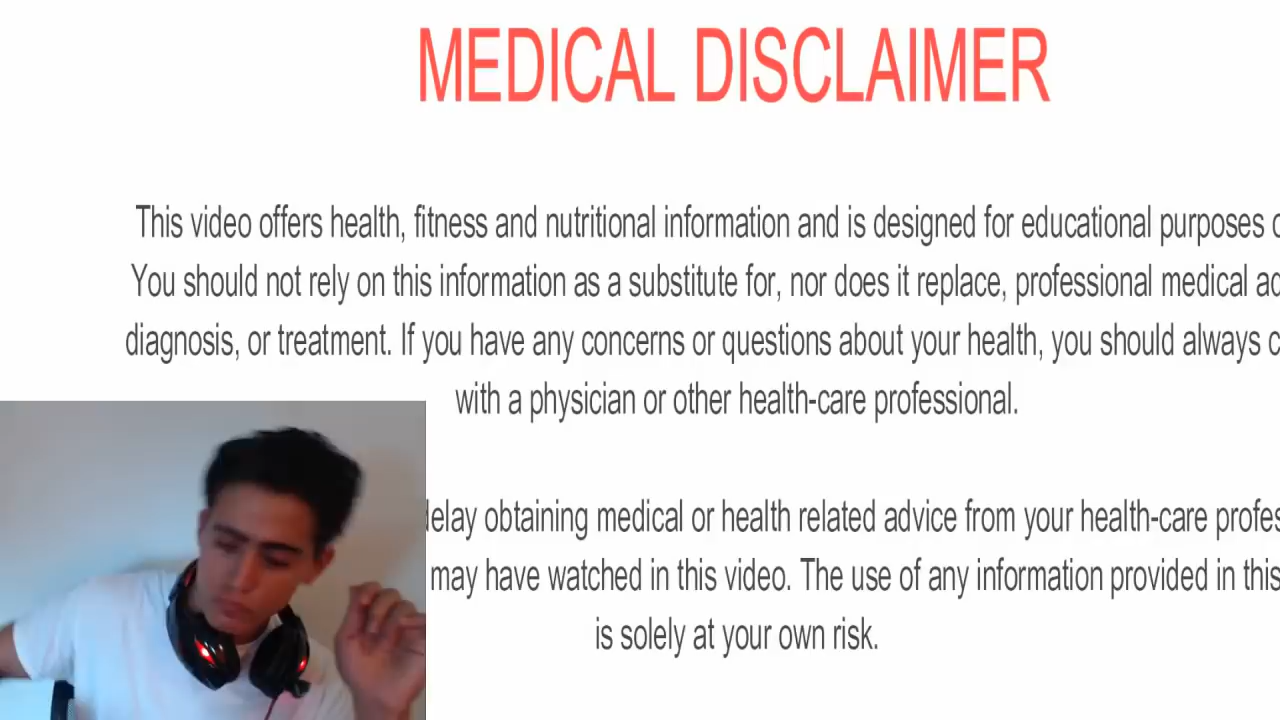 MEDICAL DISCLAIMER
This video offers health, fitness and nutritional information and is designed for educational purposes
You should not rely on this information as a substitute for, nor does it replace, professional medical
diagnosis, or treatment. If you have any concerns or questions about your health, you should always
with a physician or other health-care professional.
delay obtaining medical or health related advice from your health-care
may have watched in this video. The use of any information provided in this
is solely at your own risk.